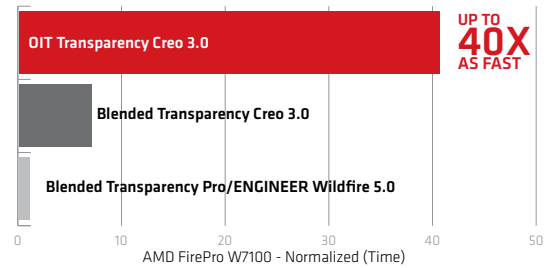 OIT Transparency Creo 3.0
UP TO
40X
AS FAST
Blended Transparency Creo 3.0
Blended Transparency Pro/ENGINEER Wildfire 5.0
0 10 20 30 40 50
AMD FirePro W7100 - Normalized (Time)